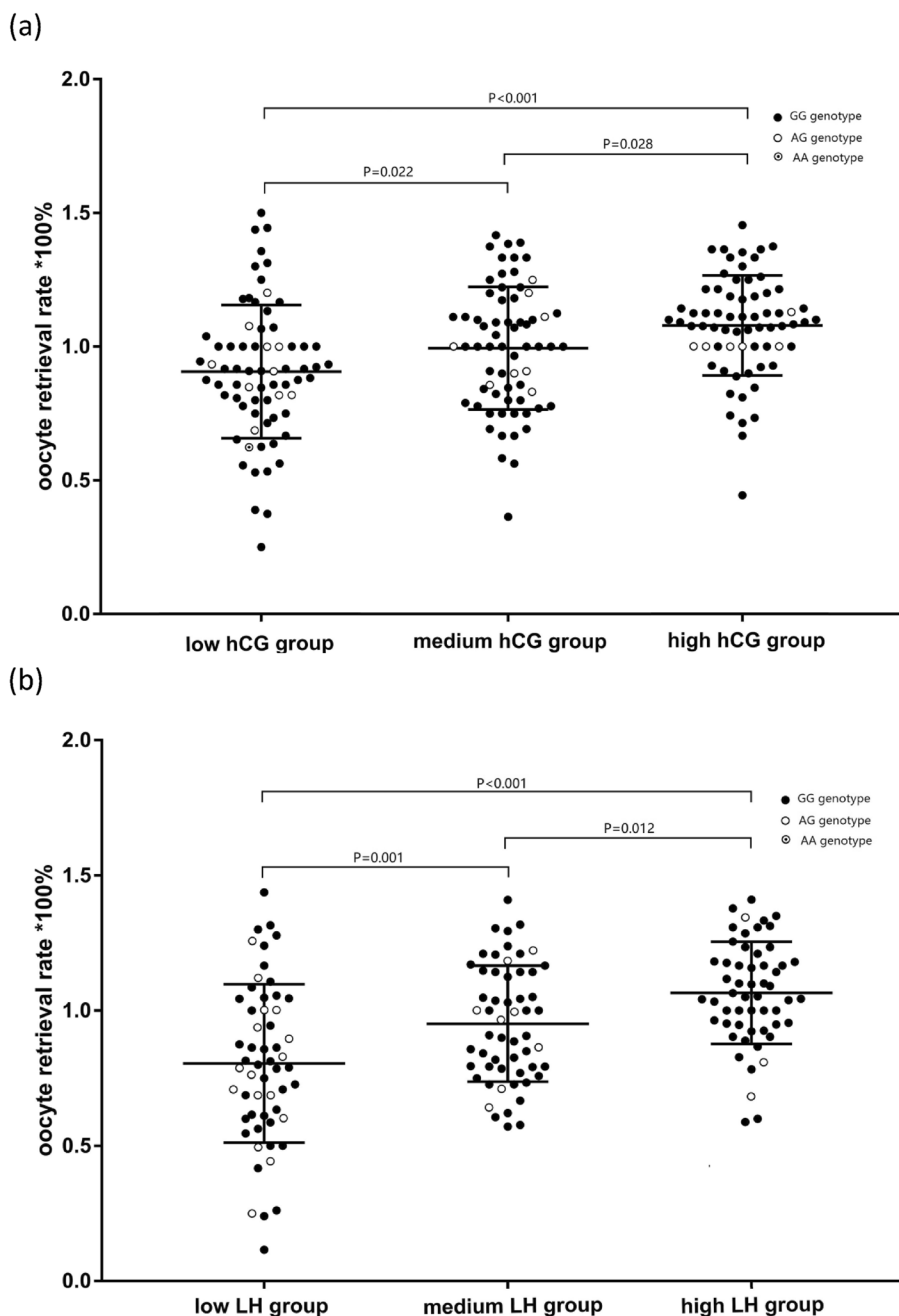 (a)
2.0
P<0.001
GG genotype
AG genotype
AA genotype
P=0.028
P=0.022
1.5
1.0
0.5
0.0
oocyte retrieval rate *100%
low hCG group
medium hCG group
high hCG group
(b)
2.0
P<0.001
GG genotype
AG genotype
AA genotype
P=0.012
P=0.001
1.5
1.0
0.5
0.0
oocyte retrieval rate *100%
low LH group
medium LH group
high LH group